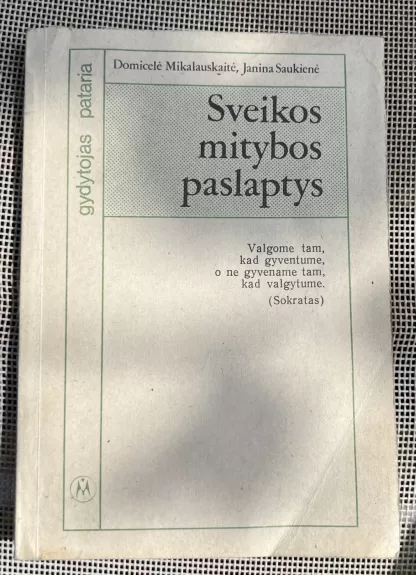 Domicelė Mikalauskaitė, Janina Saukienė
gydytojas pataria
Sveikos
mitybos
paslaptys
Valgome tam,
kad gyventume,
o ne gyvename tam,
kad valgytume.
(Sokratas)